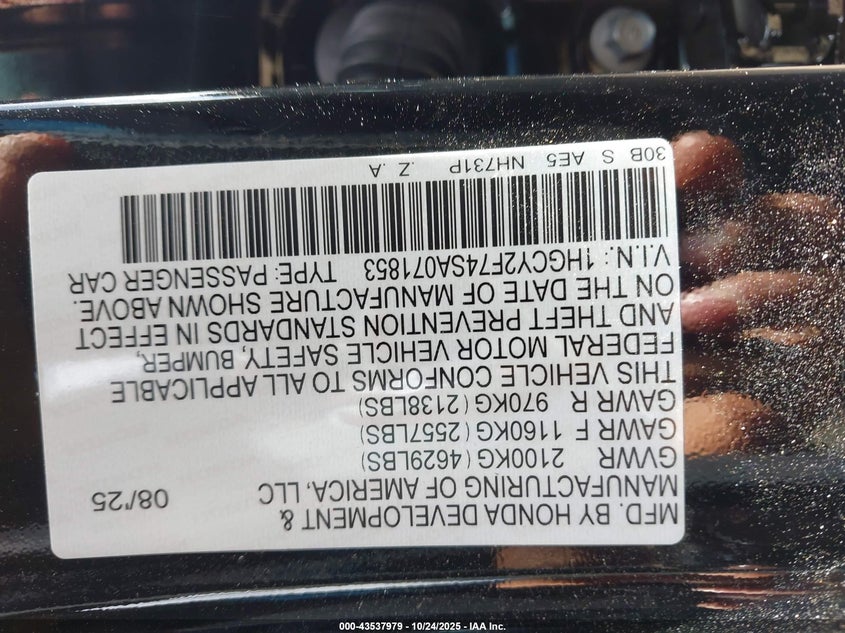 MFD. BY HONDA DEVELOPMENT &
MANUFACTURING OF AMERICA, LLC 08/'25
GVWR 2100KG (4629LBS)
GAWR F 1160KG (2557LBS)
GAWR R 970KG (2138LBS)
THIS VEHICLE CONFORMS TO ALL APPLICABLE
FEDERAL MOTOR VEHICLE SAFETY, BUMPER,
AND THEFT PREVENTION STANDARDS IN EFFECT
ON THE DATE OF MANUFACTURE SHOWN ABOVE.
V.I.N.: 1HGCY2F74SA071853 TYPE: PASSENGER CAR
30B S AE5 NH731P .Z .A
000-43537979 - 10/24/2025 - IAA Inc.